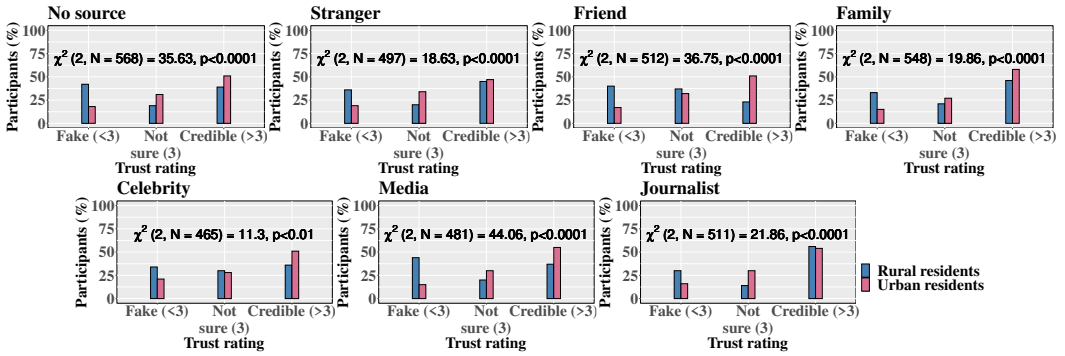 No source
Participants (%)
100
75
50
25
0
χ² (2, N = 568) = 35.63, p<0.0001
Fake (<3) Not sure (3) Credible (>3)
Trust rating
Stranger
Participants (%)
100
75
50
25
0
χ² (2, N = 497) = 18.63, p<0.0001
Fake (<3) Not sure (3) Credible (>3)
Trust rating
Friend
Participants (%)
100
75
50
25
0
χ² (2, N = 512) = 36.75, p<0.0001
Fake (<3) Not sure (3) Credible (>3)
Trust rating
Family
Participants (%)
100
75
50
25
0
χ² (2, N = 548) = 19.86, p<0.0001
Fake (<3) Not sure (3) Credible (>3)
Trust rating
Celebrity
Participants (%)
100
75
50
25
0
χ² (2, N = 465) = 11.3, p<0.01
Fake (<3) Not sure (3) Credible (>3)
Trust rating
Media
Participants (%)
100
75
50
25
0
χ² (2, N = 481) = 44.06, p<0.0001
Fake (<3) Not sure (3) Credible (>3)
Trust rating
Journalist
Participants (%)
100
75
50
25
0
χ² (2, N = 511) = 21.86, p<0.0001
Fake (<3) Not sure (3) Credible (>3)
Trust rating
Rural residents
Urban residents